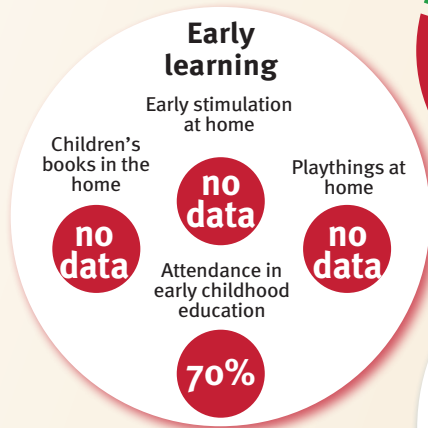 Early
learning
Early stimulation
at home
no
data
Children's
books in the
home
no
data
Playthings at
home
no
data
Attendance in
early childhood
education
70%